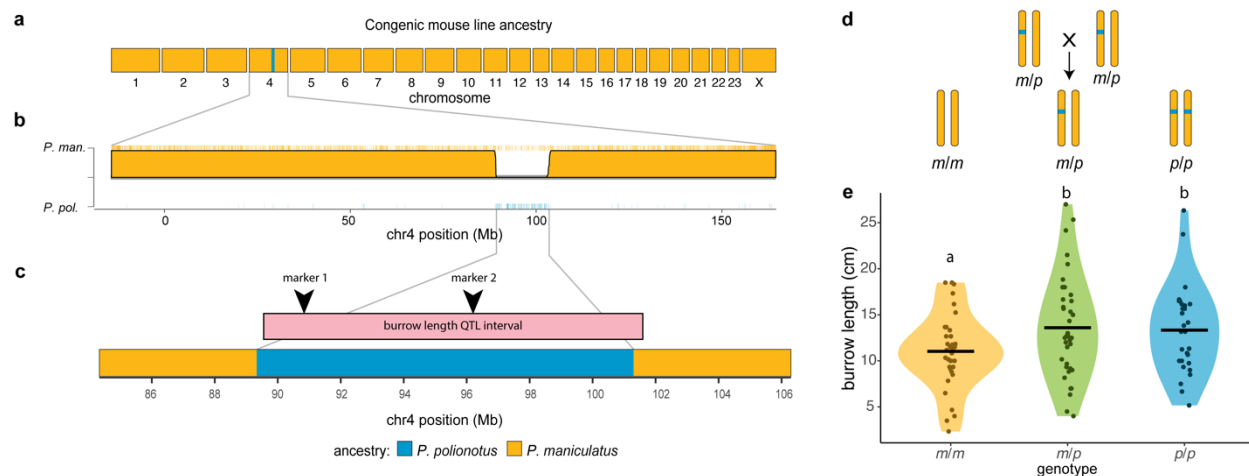 a
Congenic mouse line ancestry
1 2 3 4 5 6 7 8 9 10 11 12 13 14 15 16 17 18 19 20 21 22 23 X
chromosome
b
P. man.
P. pol.
0 50 100 150
chr4 position (Mb)
c
marker 1 marker 2
burrow length QTL interval
86 88 90 92 94 96 98 100 102 104 106
chr4 position (Mb)
ancestry: P. polionotus P. maniculatus
d
X
m/p m/p
m/m m/p p/p
e
b b
a
burrow length (cm)
25
20
15
10
5
m/m m/p p/p
genotype